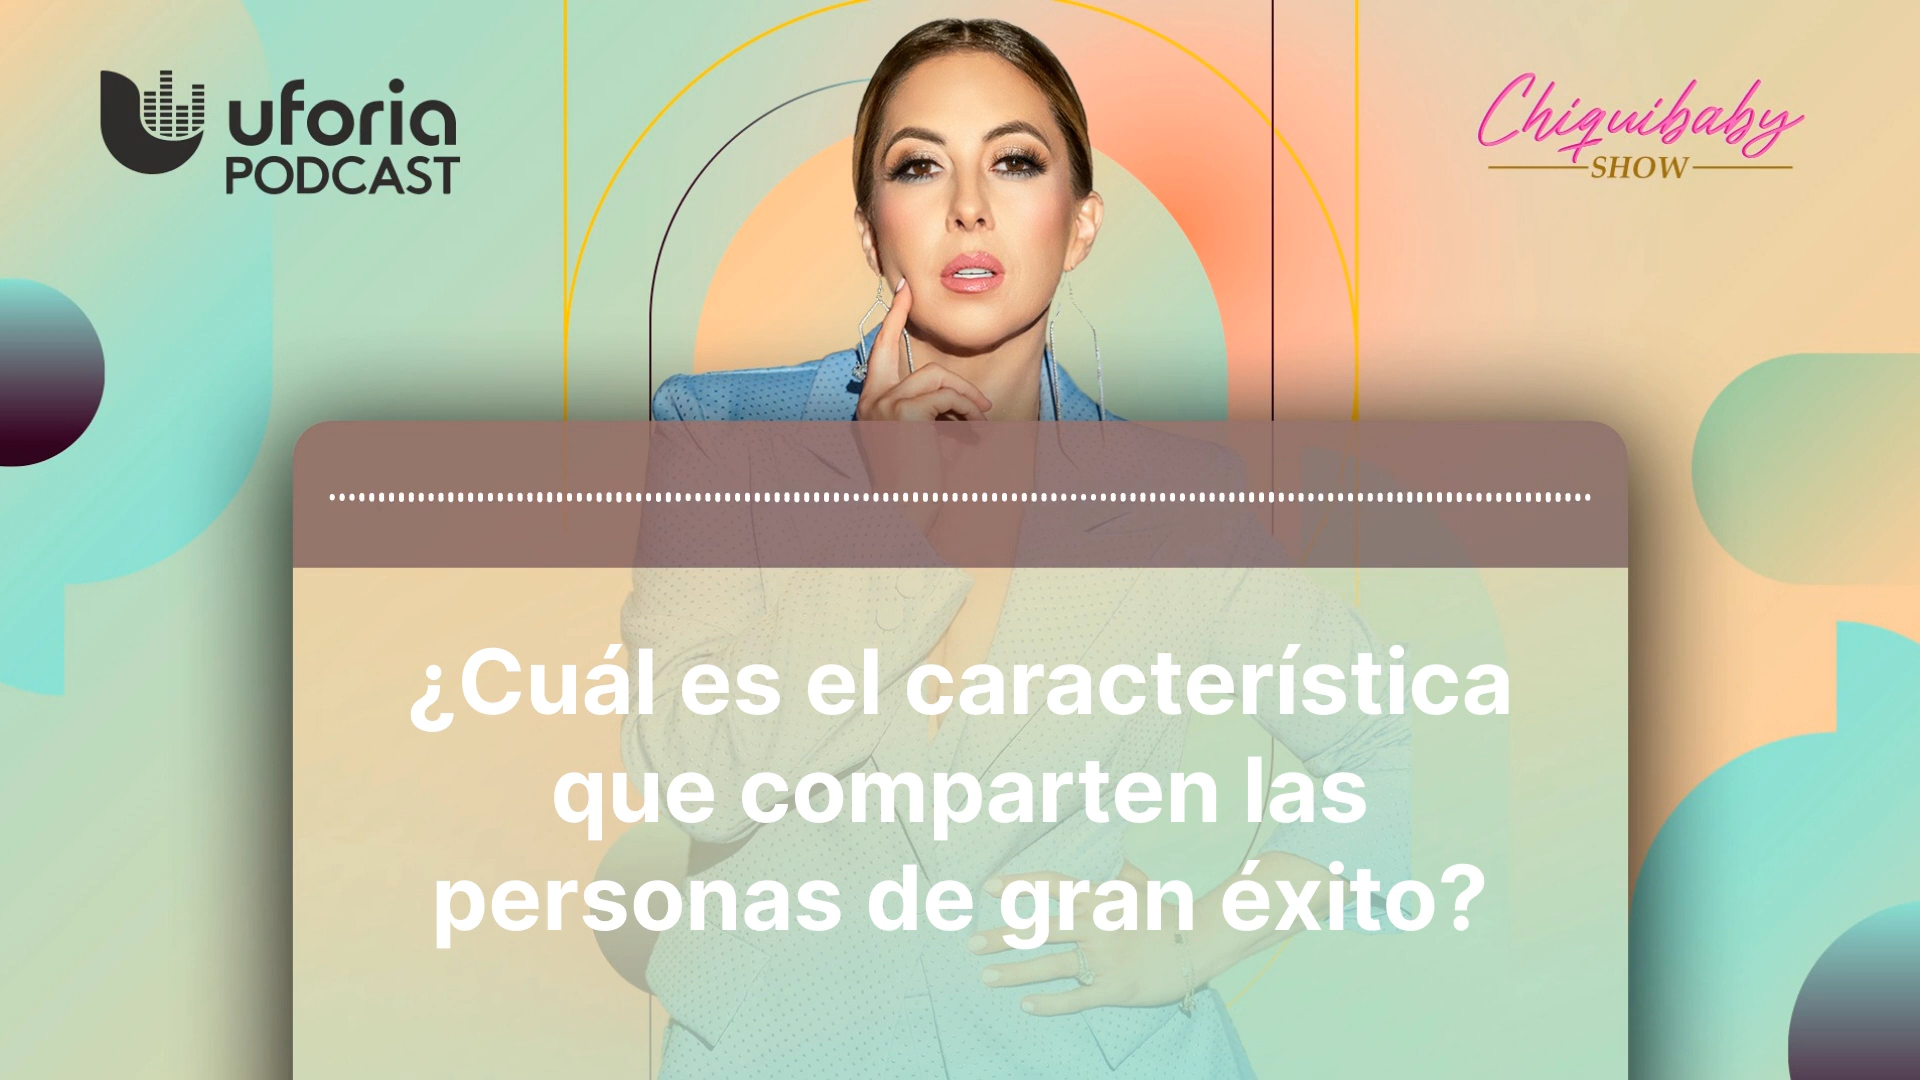 uforia
PODCAST
Chiquibaby
SHOW
¿Cuál es el característica
que comparten las
personas de gran éxito?